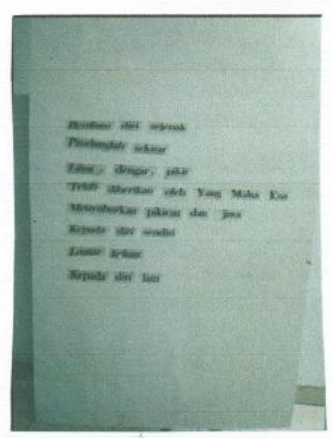 diri sejenak
Pandanglah sekitar
dengar, pikir
Telah diberikan oleh Yang Maha Esa
pikiran dan jiwa
Kepada diri sendiri
Kepada diri lain